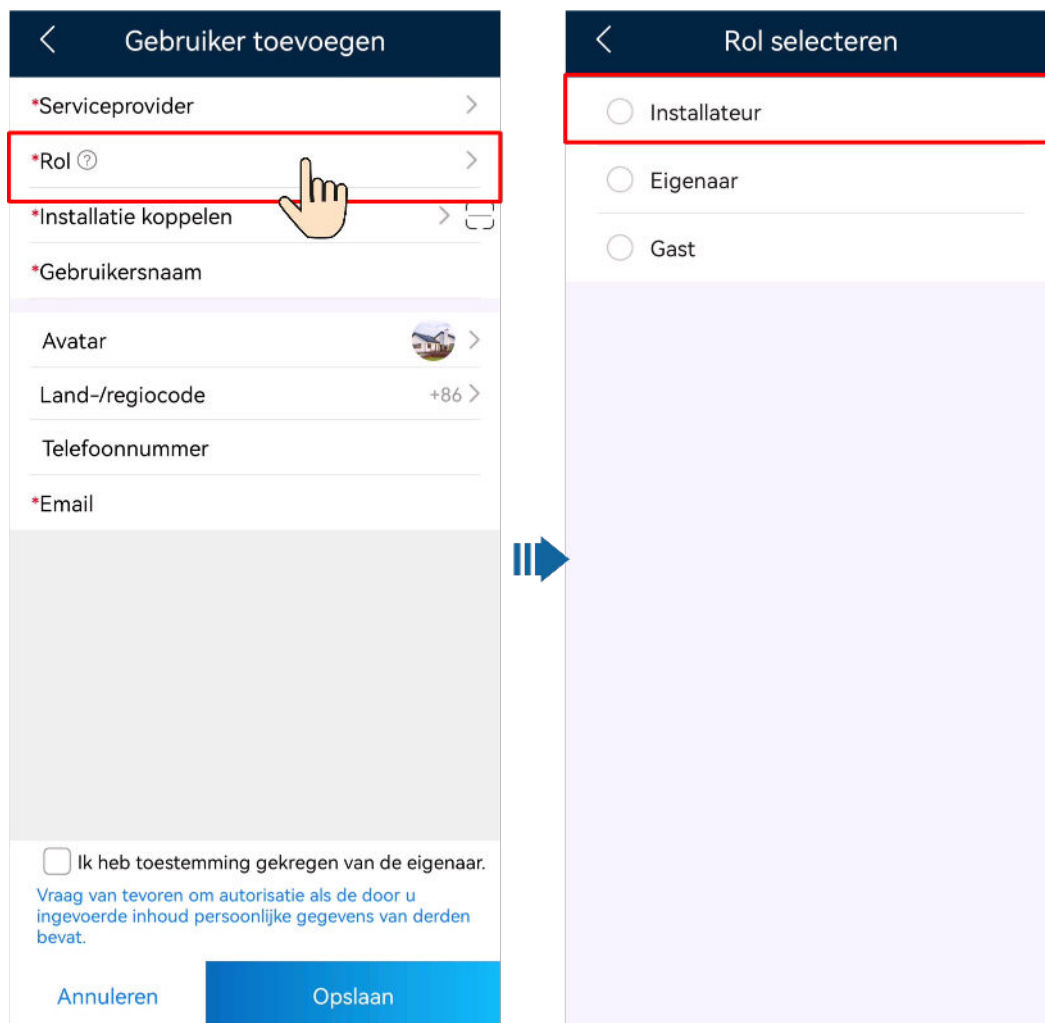 Gebruiker toevoegen
*Serviceprovider
*Rol ?
*Installatie koppelen
*Gebruikersnaam
Avatar
Land-/regiocode +86
Telefoonnummer
*Email
Ik heb toestemming gekregen van de eigenaar.
Vraag van tevoren om autorisatie als de door u
ingevoerde inhoud persoonlijke gegevens van derden
bevat.
Annuleren Opslaan
Rol selecteren
Installateur
Eigenaar
Gast